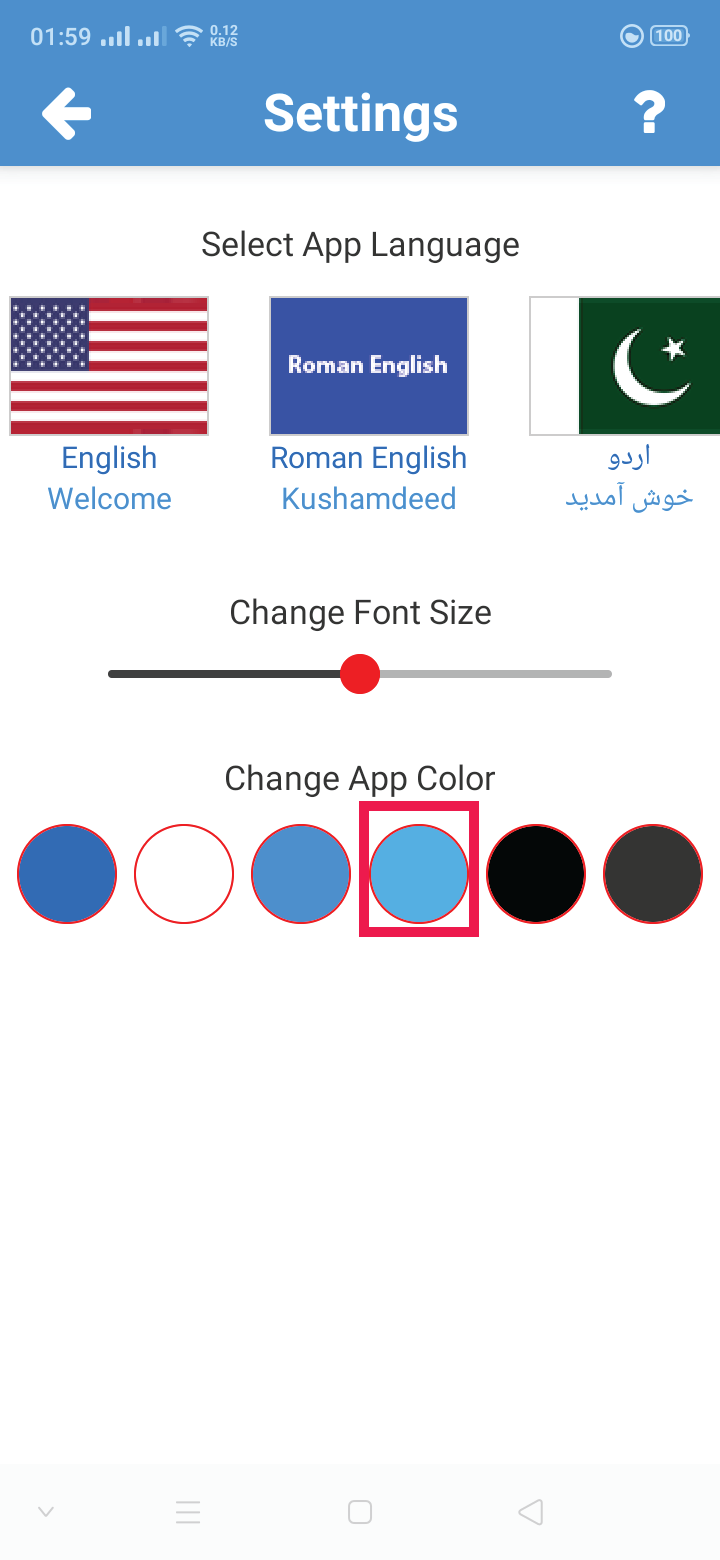 01:59 0.12 KB/S 100
Settings ?
Select App Language
Roman English
English Roman English اردو
Welcome Kushamdeed خوش آمدید
Change Font Size
Change App Color